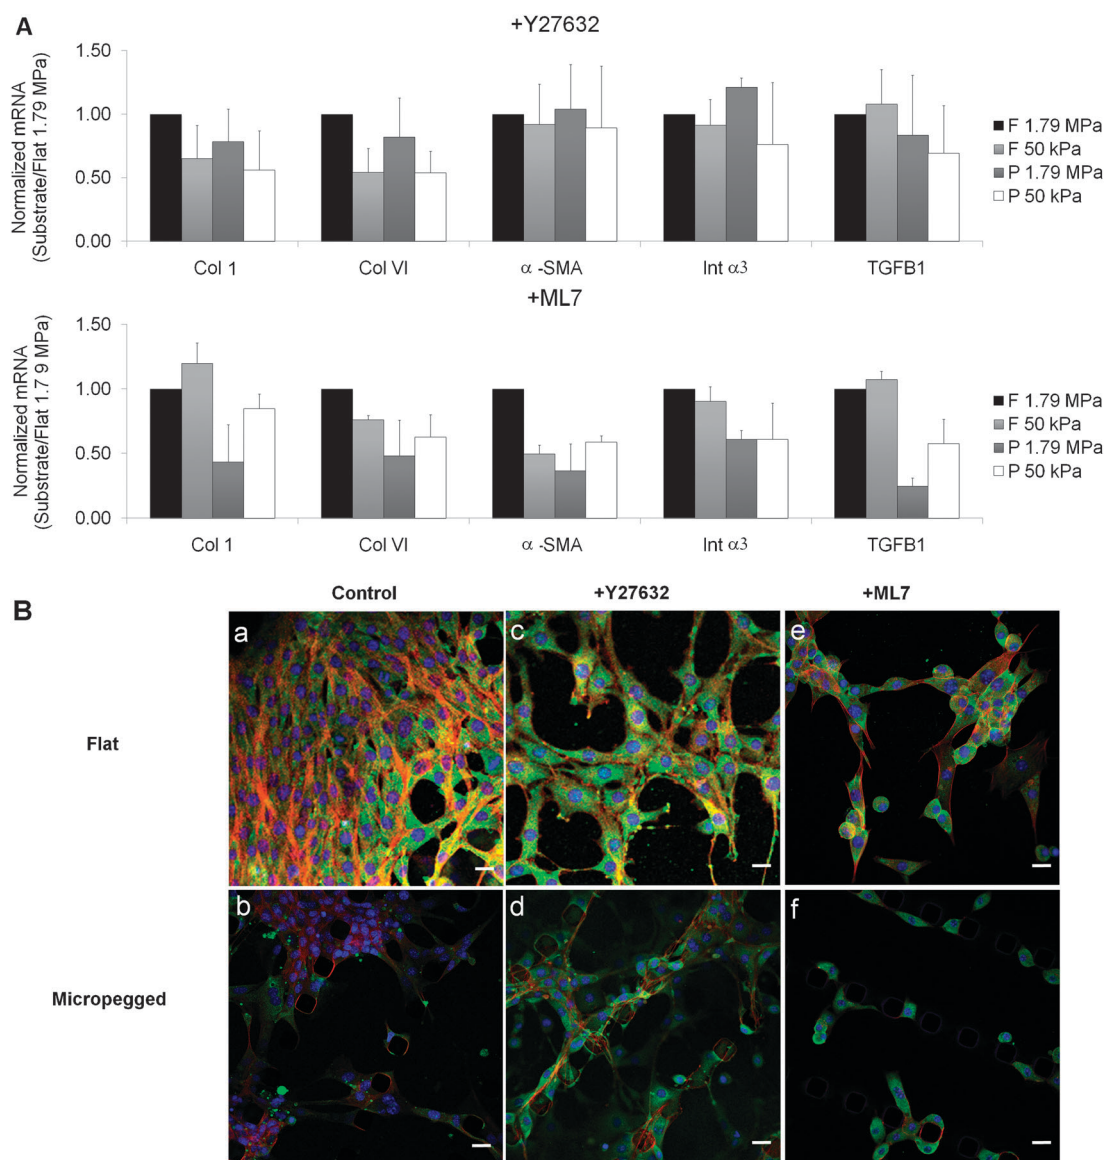 A
+Y27632
Normalized mRNA
(Substrate/Flat 1.79 MPa)
1.50
1.00
0.50
0.00
Col 1
Col VI
α -SMA
Int α3
TGFB1
F 1.79 MPa
F 50 kPa
P 1.79 MPa
P 50 kPa
+ML7
Normalized mRNA
(Substrate/Flat 1.7 9 MPa)
1.50
1.00
0.50
0.00
Col 1
Col VI
α -SMA
Int α3
TGFB1
F 1.79 MPa
F 50 kPa
P 1.79 MPa
P 50 kPa
B
Control
+Y27632
+ML7
Flat
a
c
e
Micropegged
b
d
f